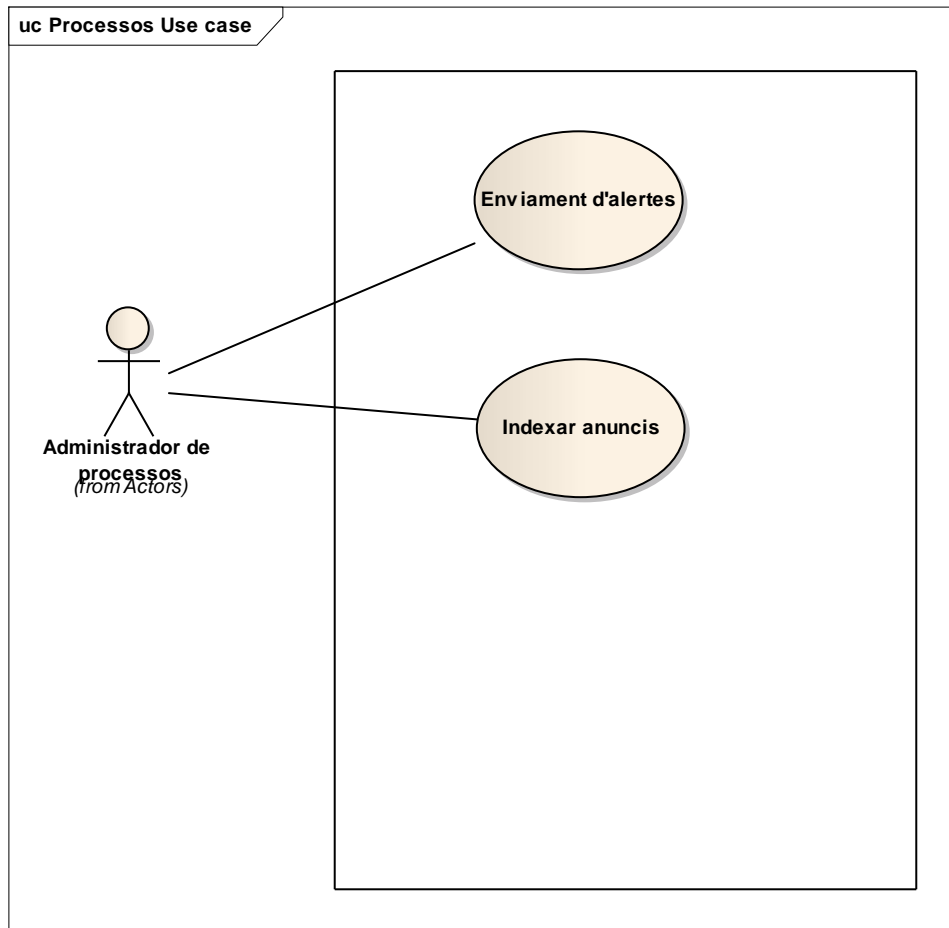 uc Processos Use case
Enviament d'alertes
Indexar anuncis
Administrador de
processos
(from Actors)